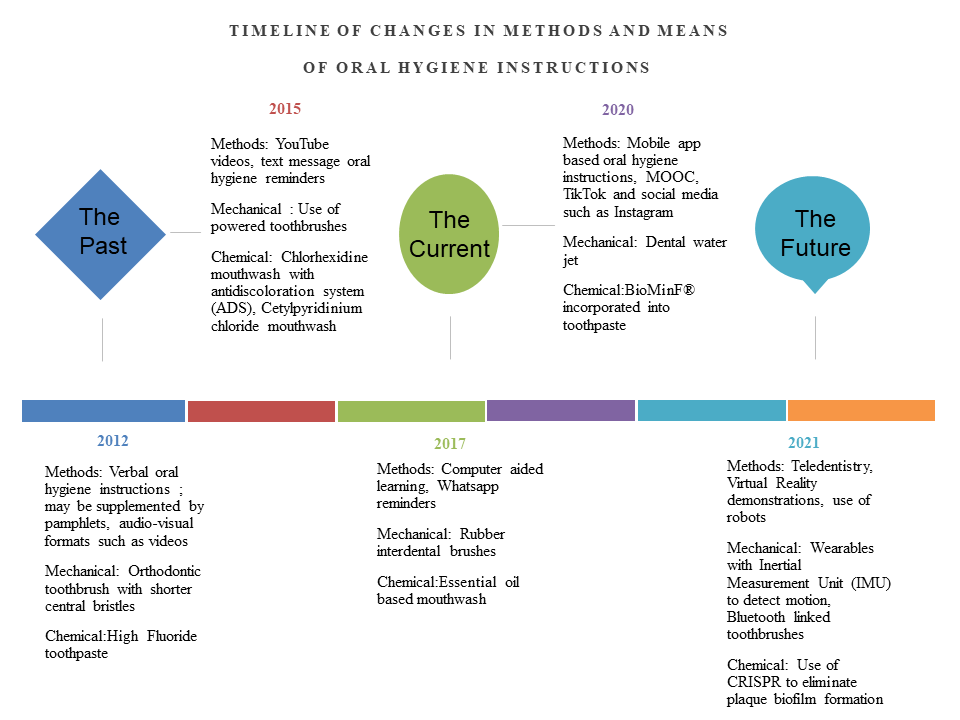 TIMELINE OF CHANGES IN METHODS AND MEANS
OF ORAL HYGIENE INSTRUCTIONS
2015
Methods: YouTube
videos, text message oral
hygiene reminders
Mechanical : Use of
powered toothbrushes
Chemical: Chlorhexidine
mouthwash with
antidiscoloration system
(ADS), Cetylpyridinium
chloride mouthwash
2020
Methods: Mobile app
based oral hygiene
instructions, MOOC,
TikTok and social media
such as Instagram
Mechanical: Dental water
jet
Chemical:BioMinF®
incorporated into
toothpaste
The
Past
The
Current
The
Future
2012
Methods: Verbal oral
hygiene instructions ;
may be supplemented by
pamphlets, audio-visual
formats such as videos
Mechanical: Orthodontic
toothbrush with shorter
central bristles
Chemical:High Fluoride
toothpaste
2017
Methods: Computer aided
learning, Whatsapp
reminders
Mechanical: Rubber
interdental brushes
Chemical:Essential oil
based mouthwash
2021
Methods: Teledentistry,
Virtual Reality
demonstrations, use of
robots
Mechanical: Wearables
with Inertial
Measurement Unit (IMU)
to detect motion,
Bluetooth linked
toothbrushes
Chemical: Use of
CRISPR to eliminate
plaque biofilm formation